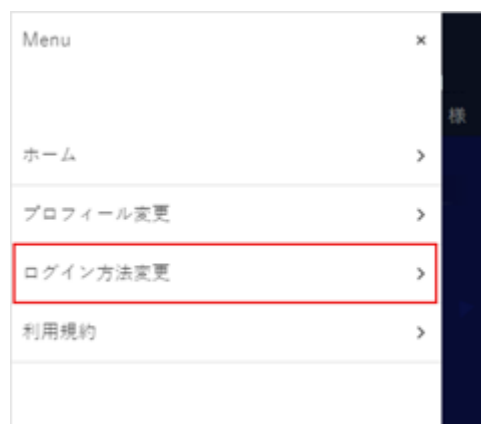 Menu ×
様
ホーム
プロフィール変更
ログイン方法変更
利用規約